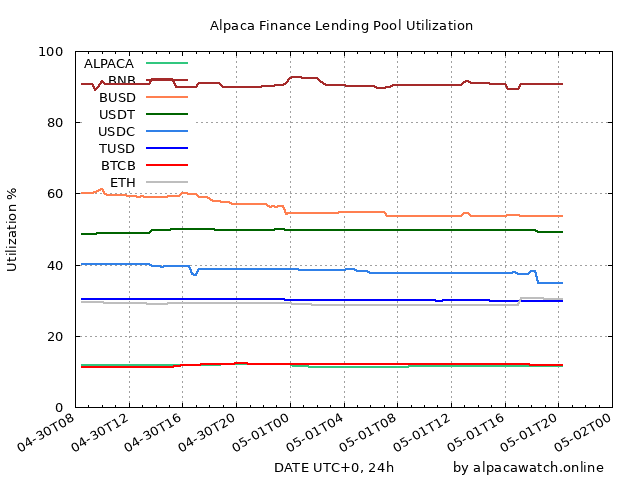 Alpaca Finance Lending Pool Utilization
100
80
60
40
20
0
Utilization %
ALPACA
BNB
BUSD
USDT
USDC
TUSD
BTCB
ETH
04-30T08
04-30T12
04-30T16
04-30T20
05-01T00
05-01T04
05-01T08
05-01T12
05-01T16
05-01T20
05-02T00
DATE UTC+0, 24h
by alpacawatch.online